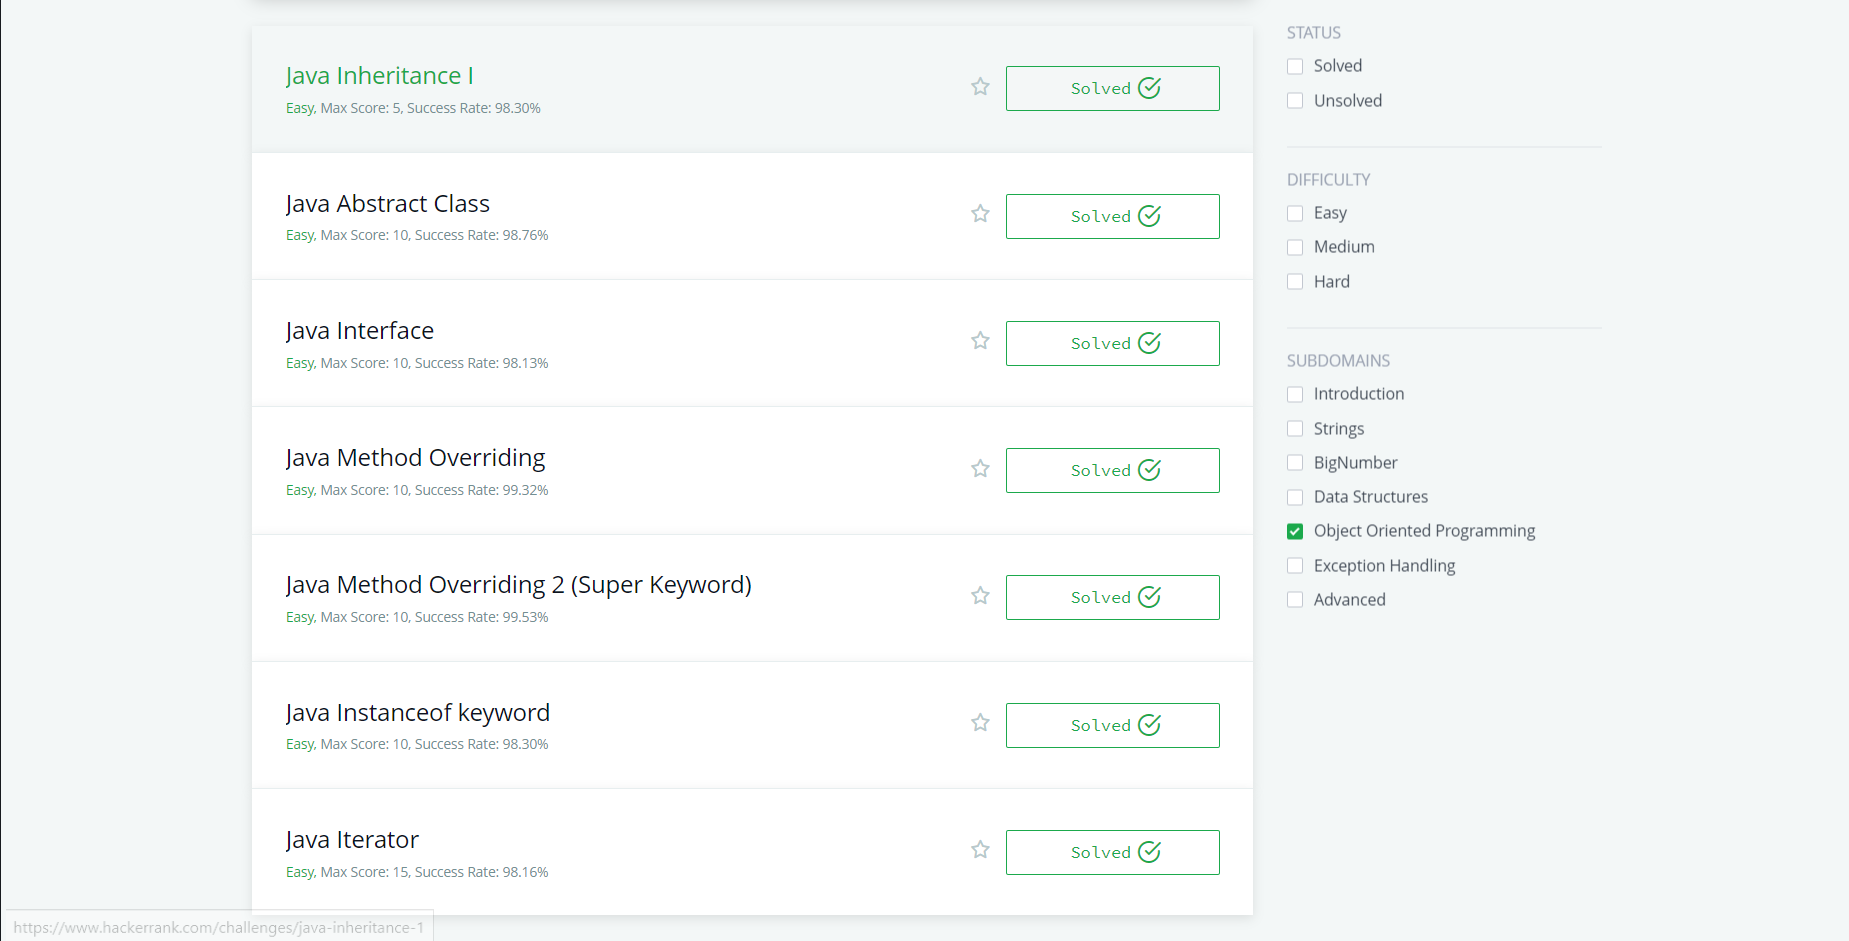 Java Inheritance I
Easy, Max Score: 5, Success Rate: 98.30%
Solved
Java Abstract Class
Easy, Max Score: 10, Success Rate: 98.76%
Solved
Java Interface
Easy, Max Score: 10, Success Rate: 98.13%
Solved
Java Method Overriding
Easy, Max Score: 10, Success Rate: 99.32%
Solved
Java Method Overriding 2 (Super Keyword)
Easy, Max Score: 10, Success Rate: 99.53%
Solved
Java Instanceof keyword
Easy, Max Score: 10, Success Rate: 98.30%
Solved
Java Iterator
Easy, Max Score: 15, Success Rate: 98.16%
Solved
STATUS
Solved
Unsolved
DIFFICULTY
Easy
Medium
Hard
SUBDOMAINS
Introduction
Strings
BigNumber
Data Structures
Object Oriented Programming
Exception Handling
Advanced
https://www.hackerrank.com/challenges/java-inheritance-1